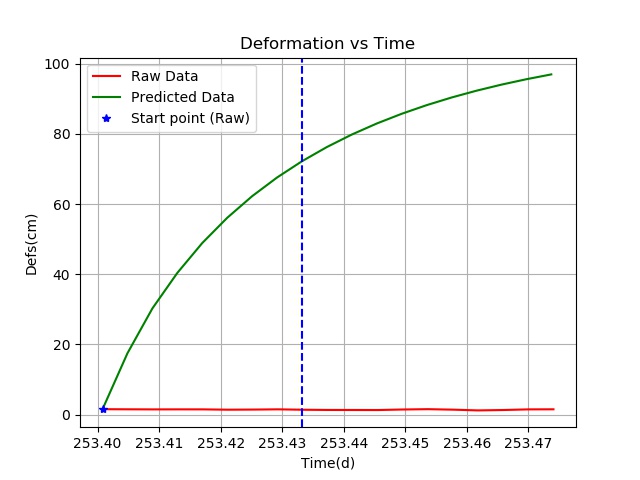 Deformation vs Time
Raw Data
Predicted Data
Start point (Raw)
100
80
60
40
20
0
Defs(cm)
253.40 253.41 253.42 253.43 253.44 253.45 253.46 253.47
Time(d)